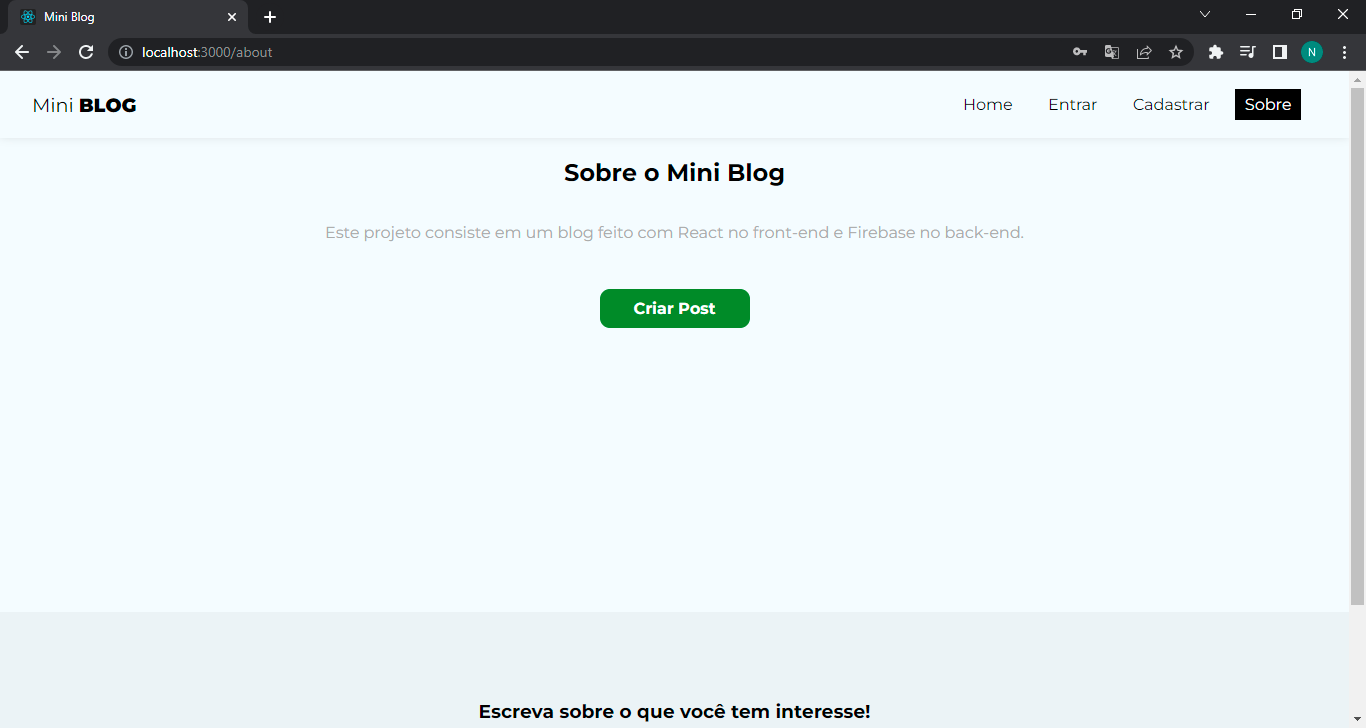 Mini Blog
localhost:3000/about
N
Mini BLOG
Home Entrar Cadastrar Sobre
Sobre o Mini Blog
Este projeto consiste em um blog feito com React no front-end e Firebase no back-end.
Criar Post
Escreva sobre o que você tem interesse!